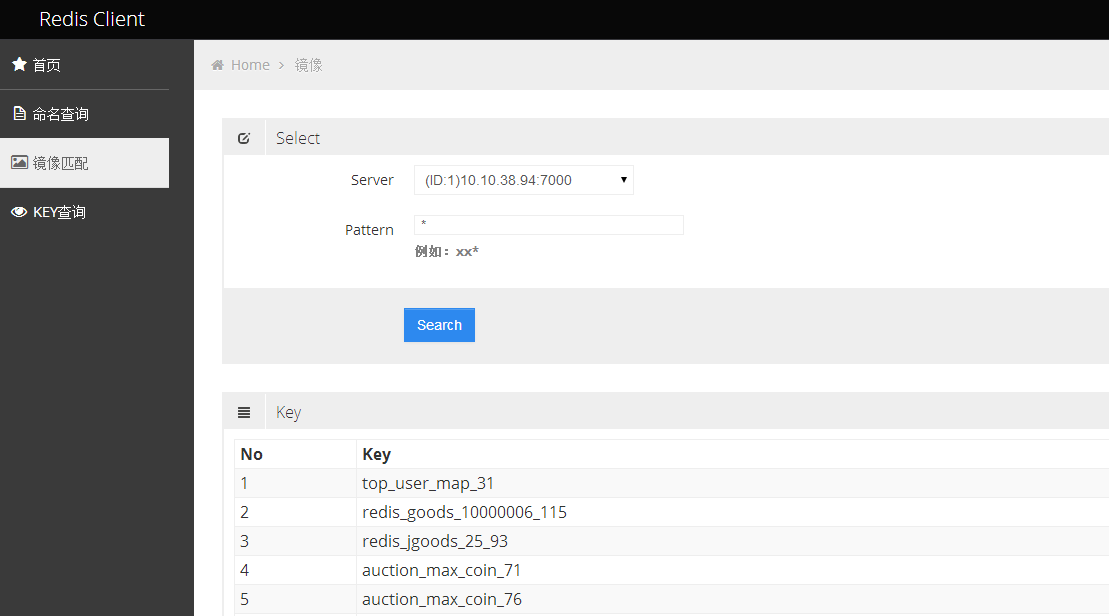 Redis Client
首页
命名查询
镜像匹配
KEY查询
Home > 镜像
Select
Server (ID:1)10.10.38.94:7000
Pattern *
例如：xx*
Search
Key
No Key
1 top_user_map_31
2 redis_goods_10000006_115
3 redis_jgoods_25_93
4 auction_max_coin_71
5 auction_max_coin_76